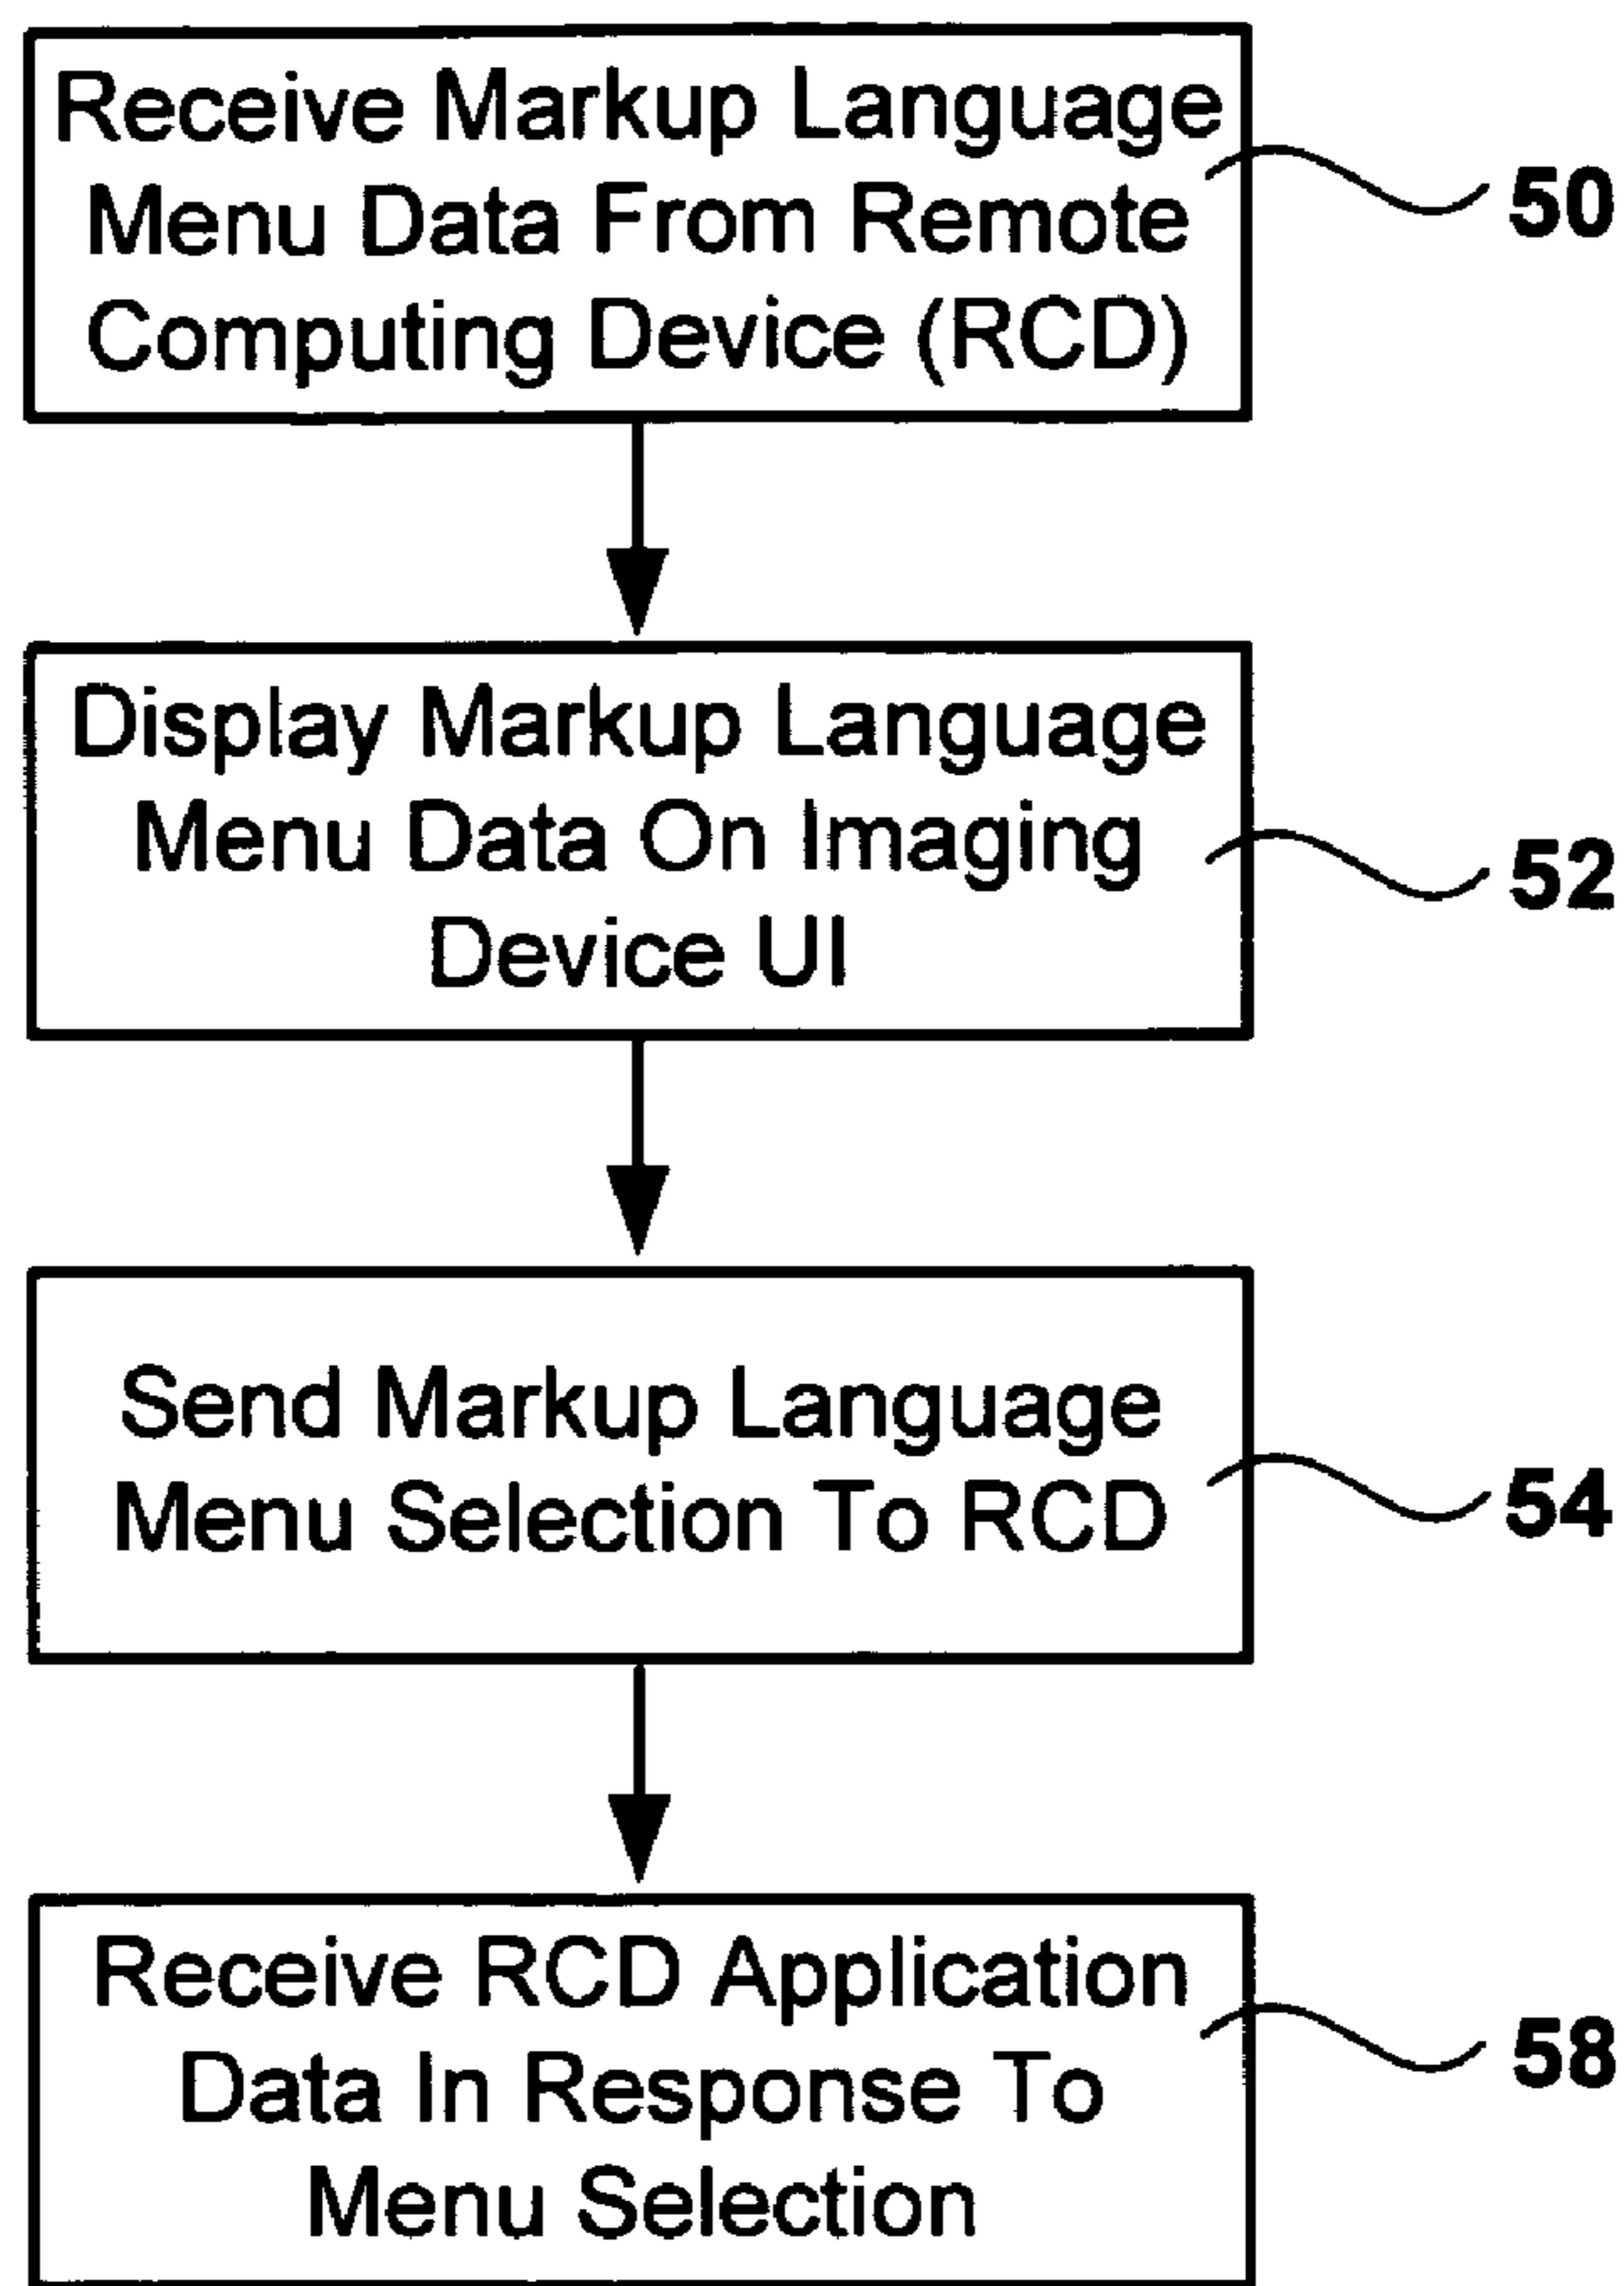 Receive Markup Language
Menu Data From Remote
Computing Device (RCD)
50
Display Markup Language
Menu Data On Imaging
Device UI
52
Send Markup Language
Menu Selection To RCD
54
Receive RCD Application
Data In Response To
Menu Selection
58